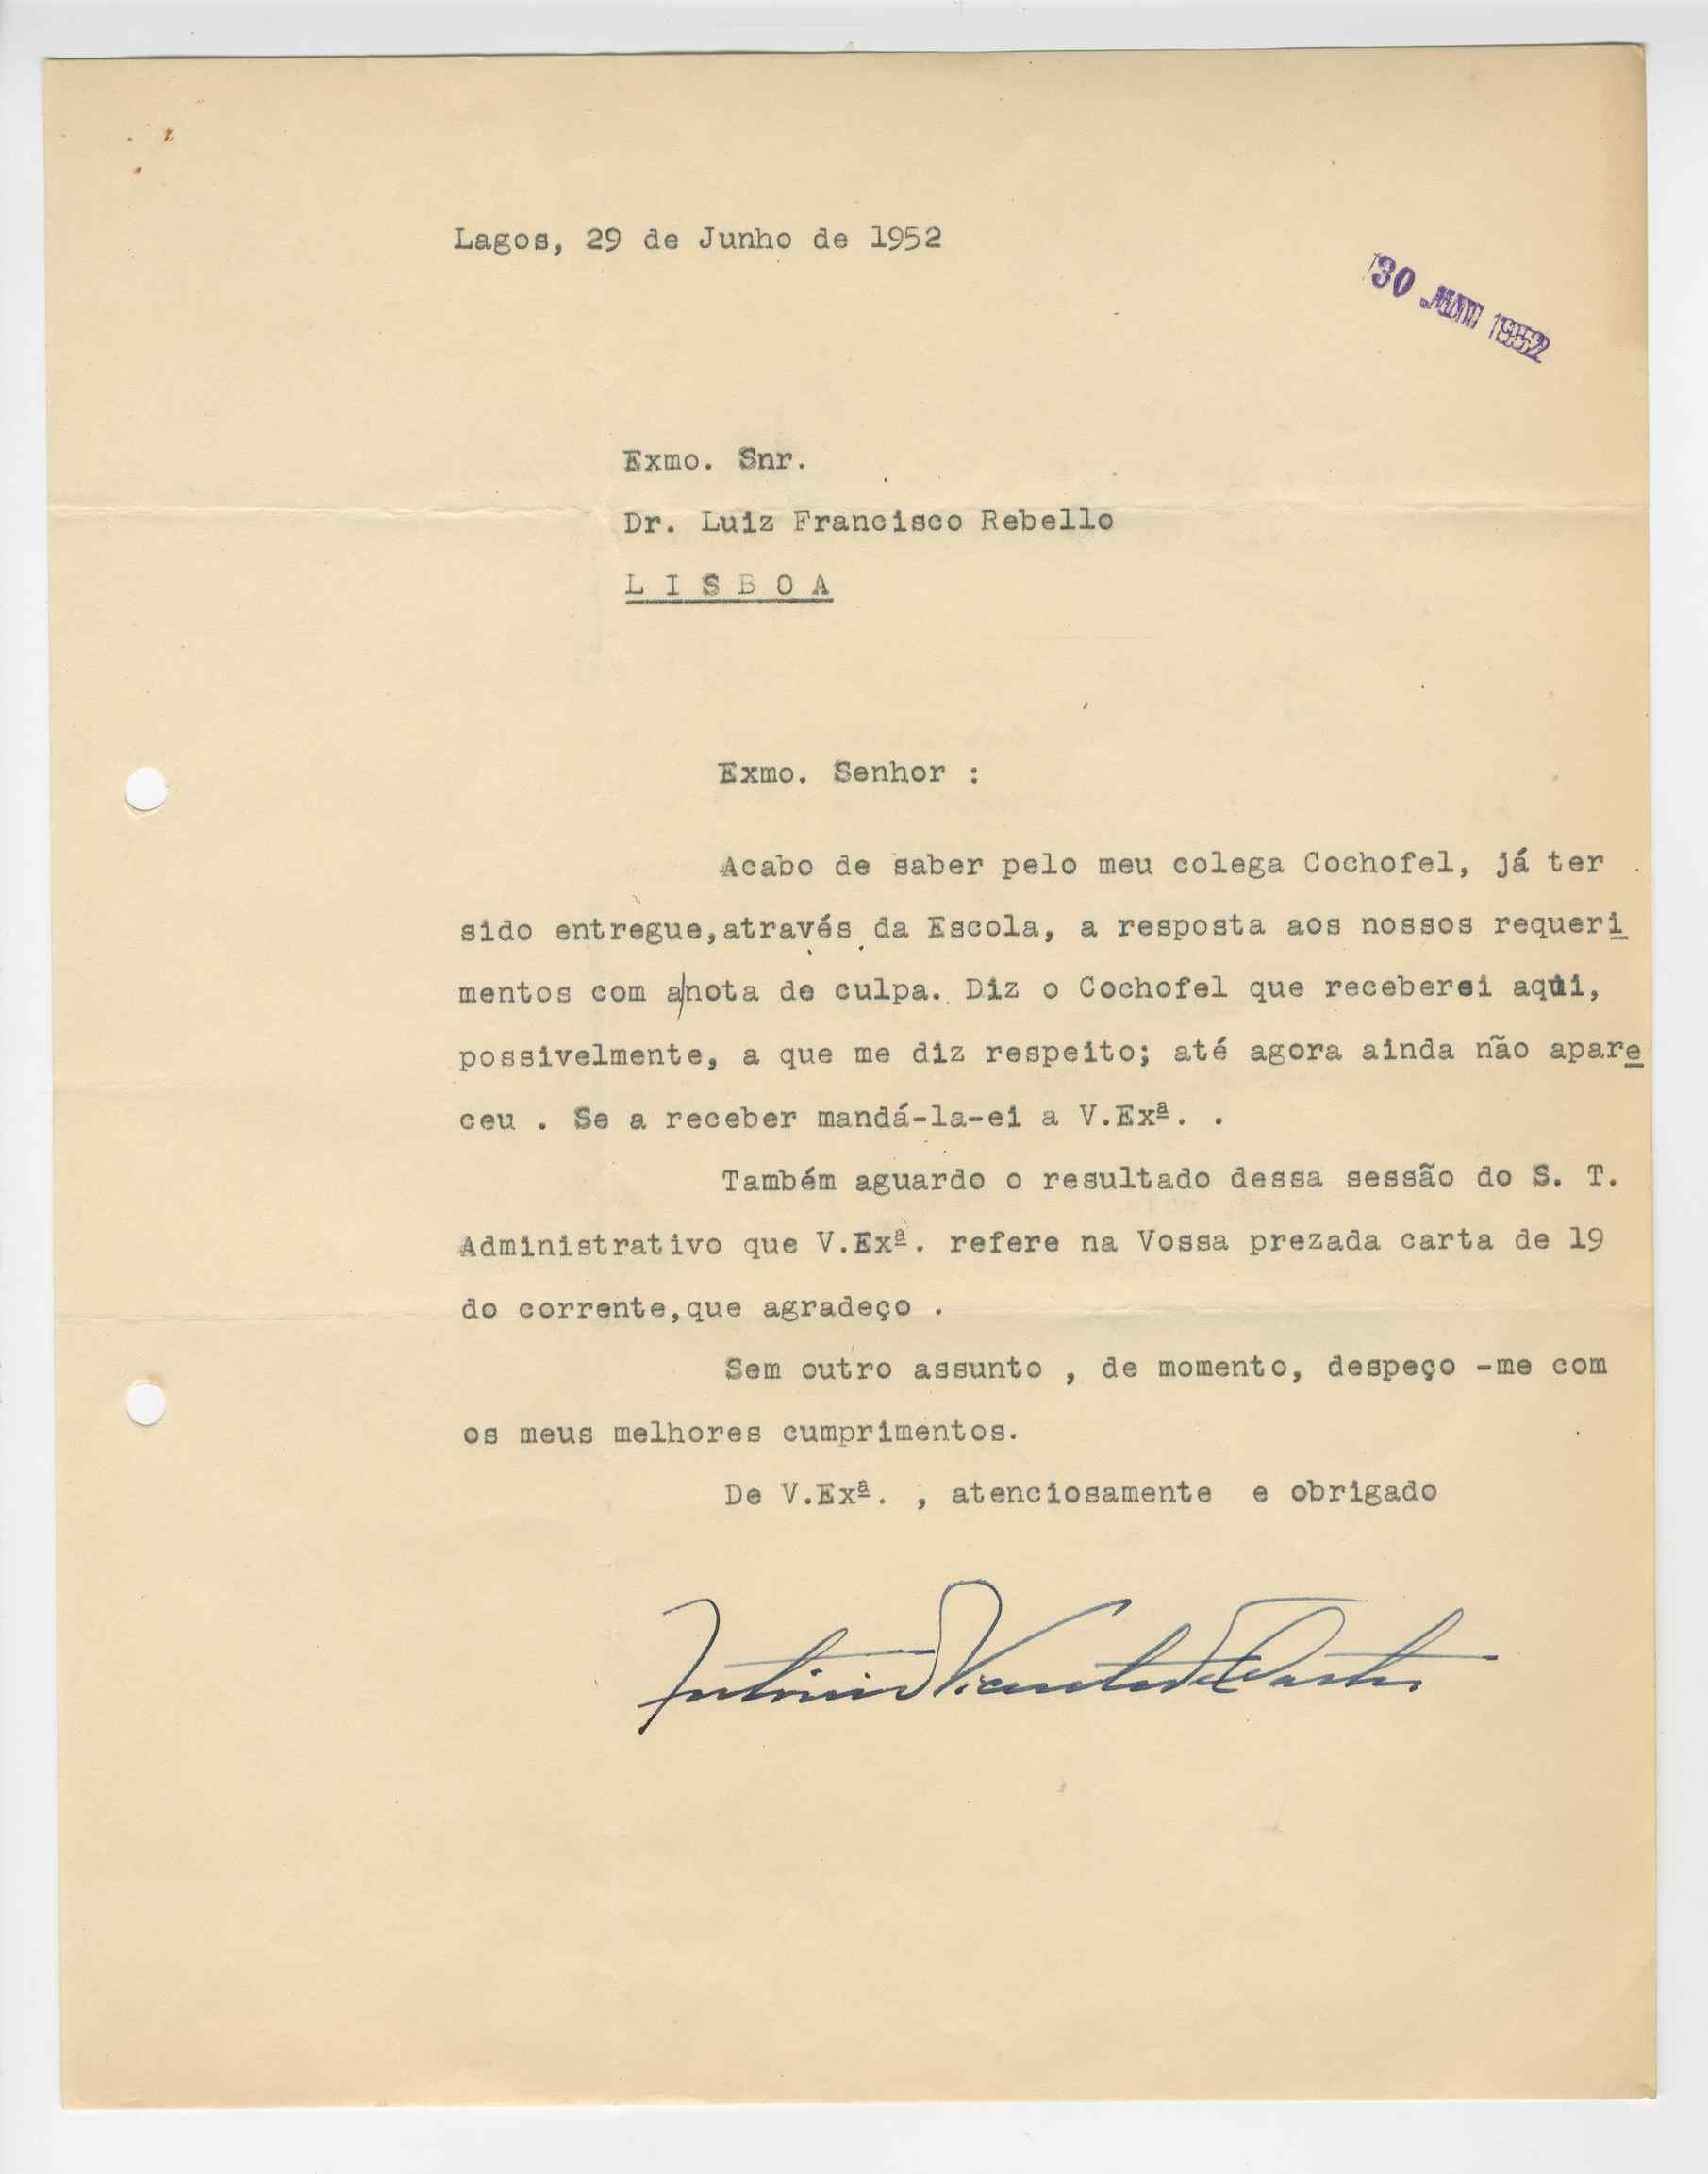 Lagos, 29 de Junho de 1952
30 JUN 1952
Exmo. Snr.
Dr. Luiz Francisco Rebello
L I S B O A
Exmo. Senhor :
Acabo de saber pelo meu colega Cochofel, já ter
sido entregue,através da Escola, a resposta aos nossos requeri
mentos com a/nota de culpa. Diz o Cochofel que receberei aqui,
possivelmente, a que me diz respeito; até agora ainda não apare
ceu . Se a receber mandá-la-ei a V.Exª. .
Também aguardo o resultado dessa sessão do S. T.
Administrativo que V.Exª. refere na Vossa prezada carta de 19
do corrente,que agradeço .
Sem outro assunto , de momento, despeço -me com
os meus melhores cumprimentos.
De V.Exª. , atenciosamente e obrigado
António Vicente de Castro